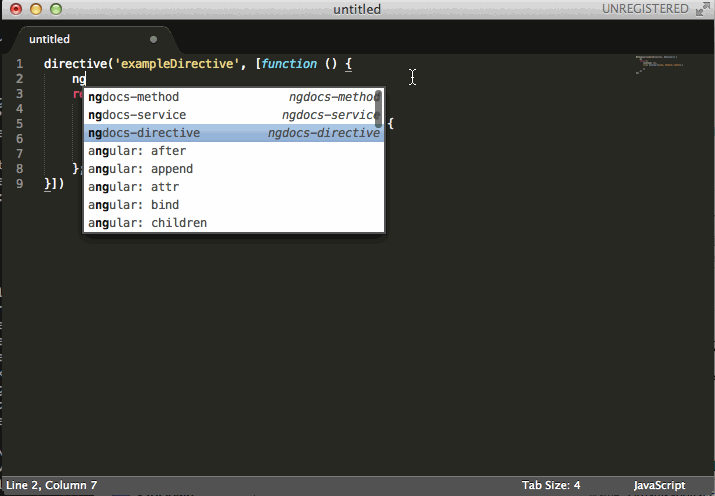 untitled
UNREGISTERED
untitled
1 directive('exampleDirective', [function () {
2 ng
3 re
4
5 {
6
7
8 };
9 }])
ngdocs-method ngdocs-method
ngdocs-service ngdocs-service
ngdocs-directive ngdocs-directive
angular: after
angular: append
angular: attr
angular: bind
angular: children
Line 2, Column 7
Tab Size: 4
JavaScript